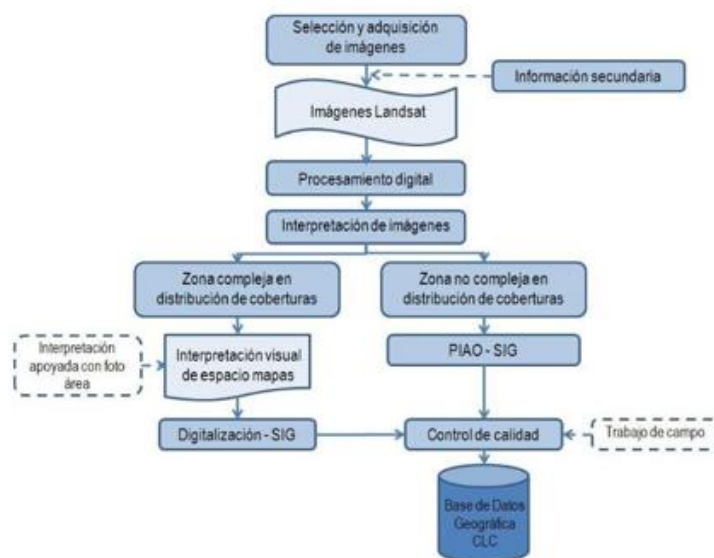 Selección y adquisición
de imágenes
Información secundaria
Imágenes Landsat
Procesamiento digital
Interpretación de imágenes
Zona compleja en
distribución de coberturas
Zona no compleja en
distribución de coberturas
Interpretación
apoyada con foto
área
Interpretación visual
de espacio mapas
PIAO - SIG
Digitalización - SIG
Control de calidad
Trabajo de campo
Base de Datos
Geográfica
CLC